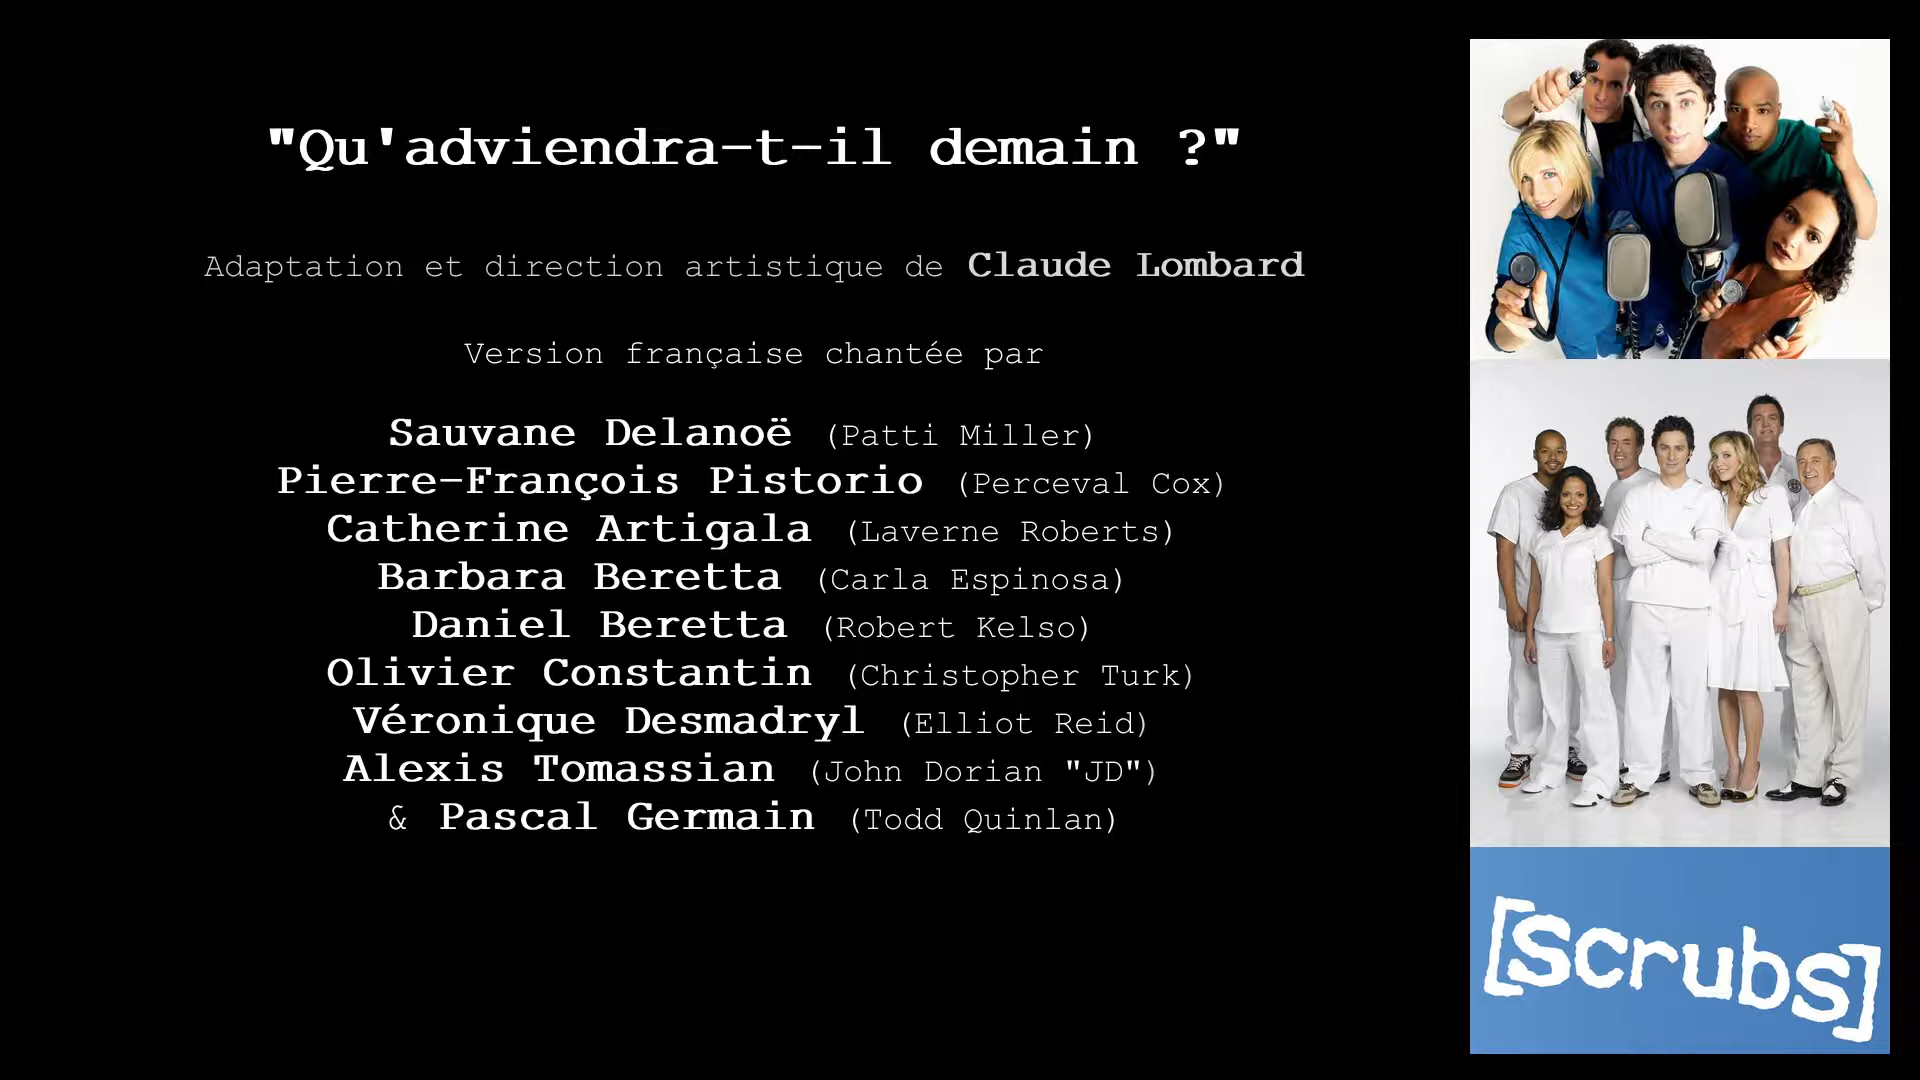 "Qu'adviendra-t-il demain ?"
Adaptation et direction artistique de Claude Lombard
Version française chantée par
Sauvane Delanoë (Patti Miller)
Pierre-François Pistorio (Perceval Cox)
Catherine Artigala (Laverne Roberts)
Barbara Beretta (Carla Espinosa)
Daniel Beretta (Robert Kelso)
Olivier Constantin (Christopher Turk)
Véronique Desmadryl (Elliot Reid)
Alexis Tomassian (John Dorian "JD")
& Pascal Germain (Todd Quinlan)
[scrubs]